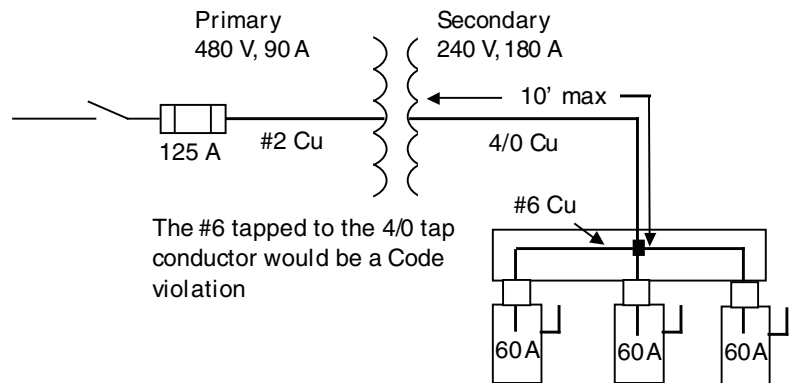 Primary
480 V, 90 A
Secondary
240 V, 180 A
10' max
125 A
#2 Cu
4/0 Cu
The #6 tapped to the 4/0 tap
conductor would be a Code
violation
#6 Cu
60A
60A
60A